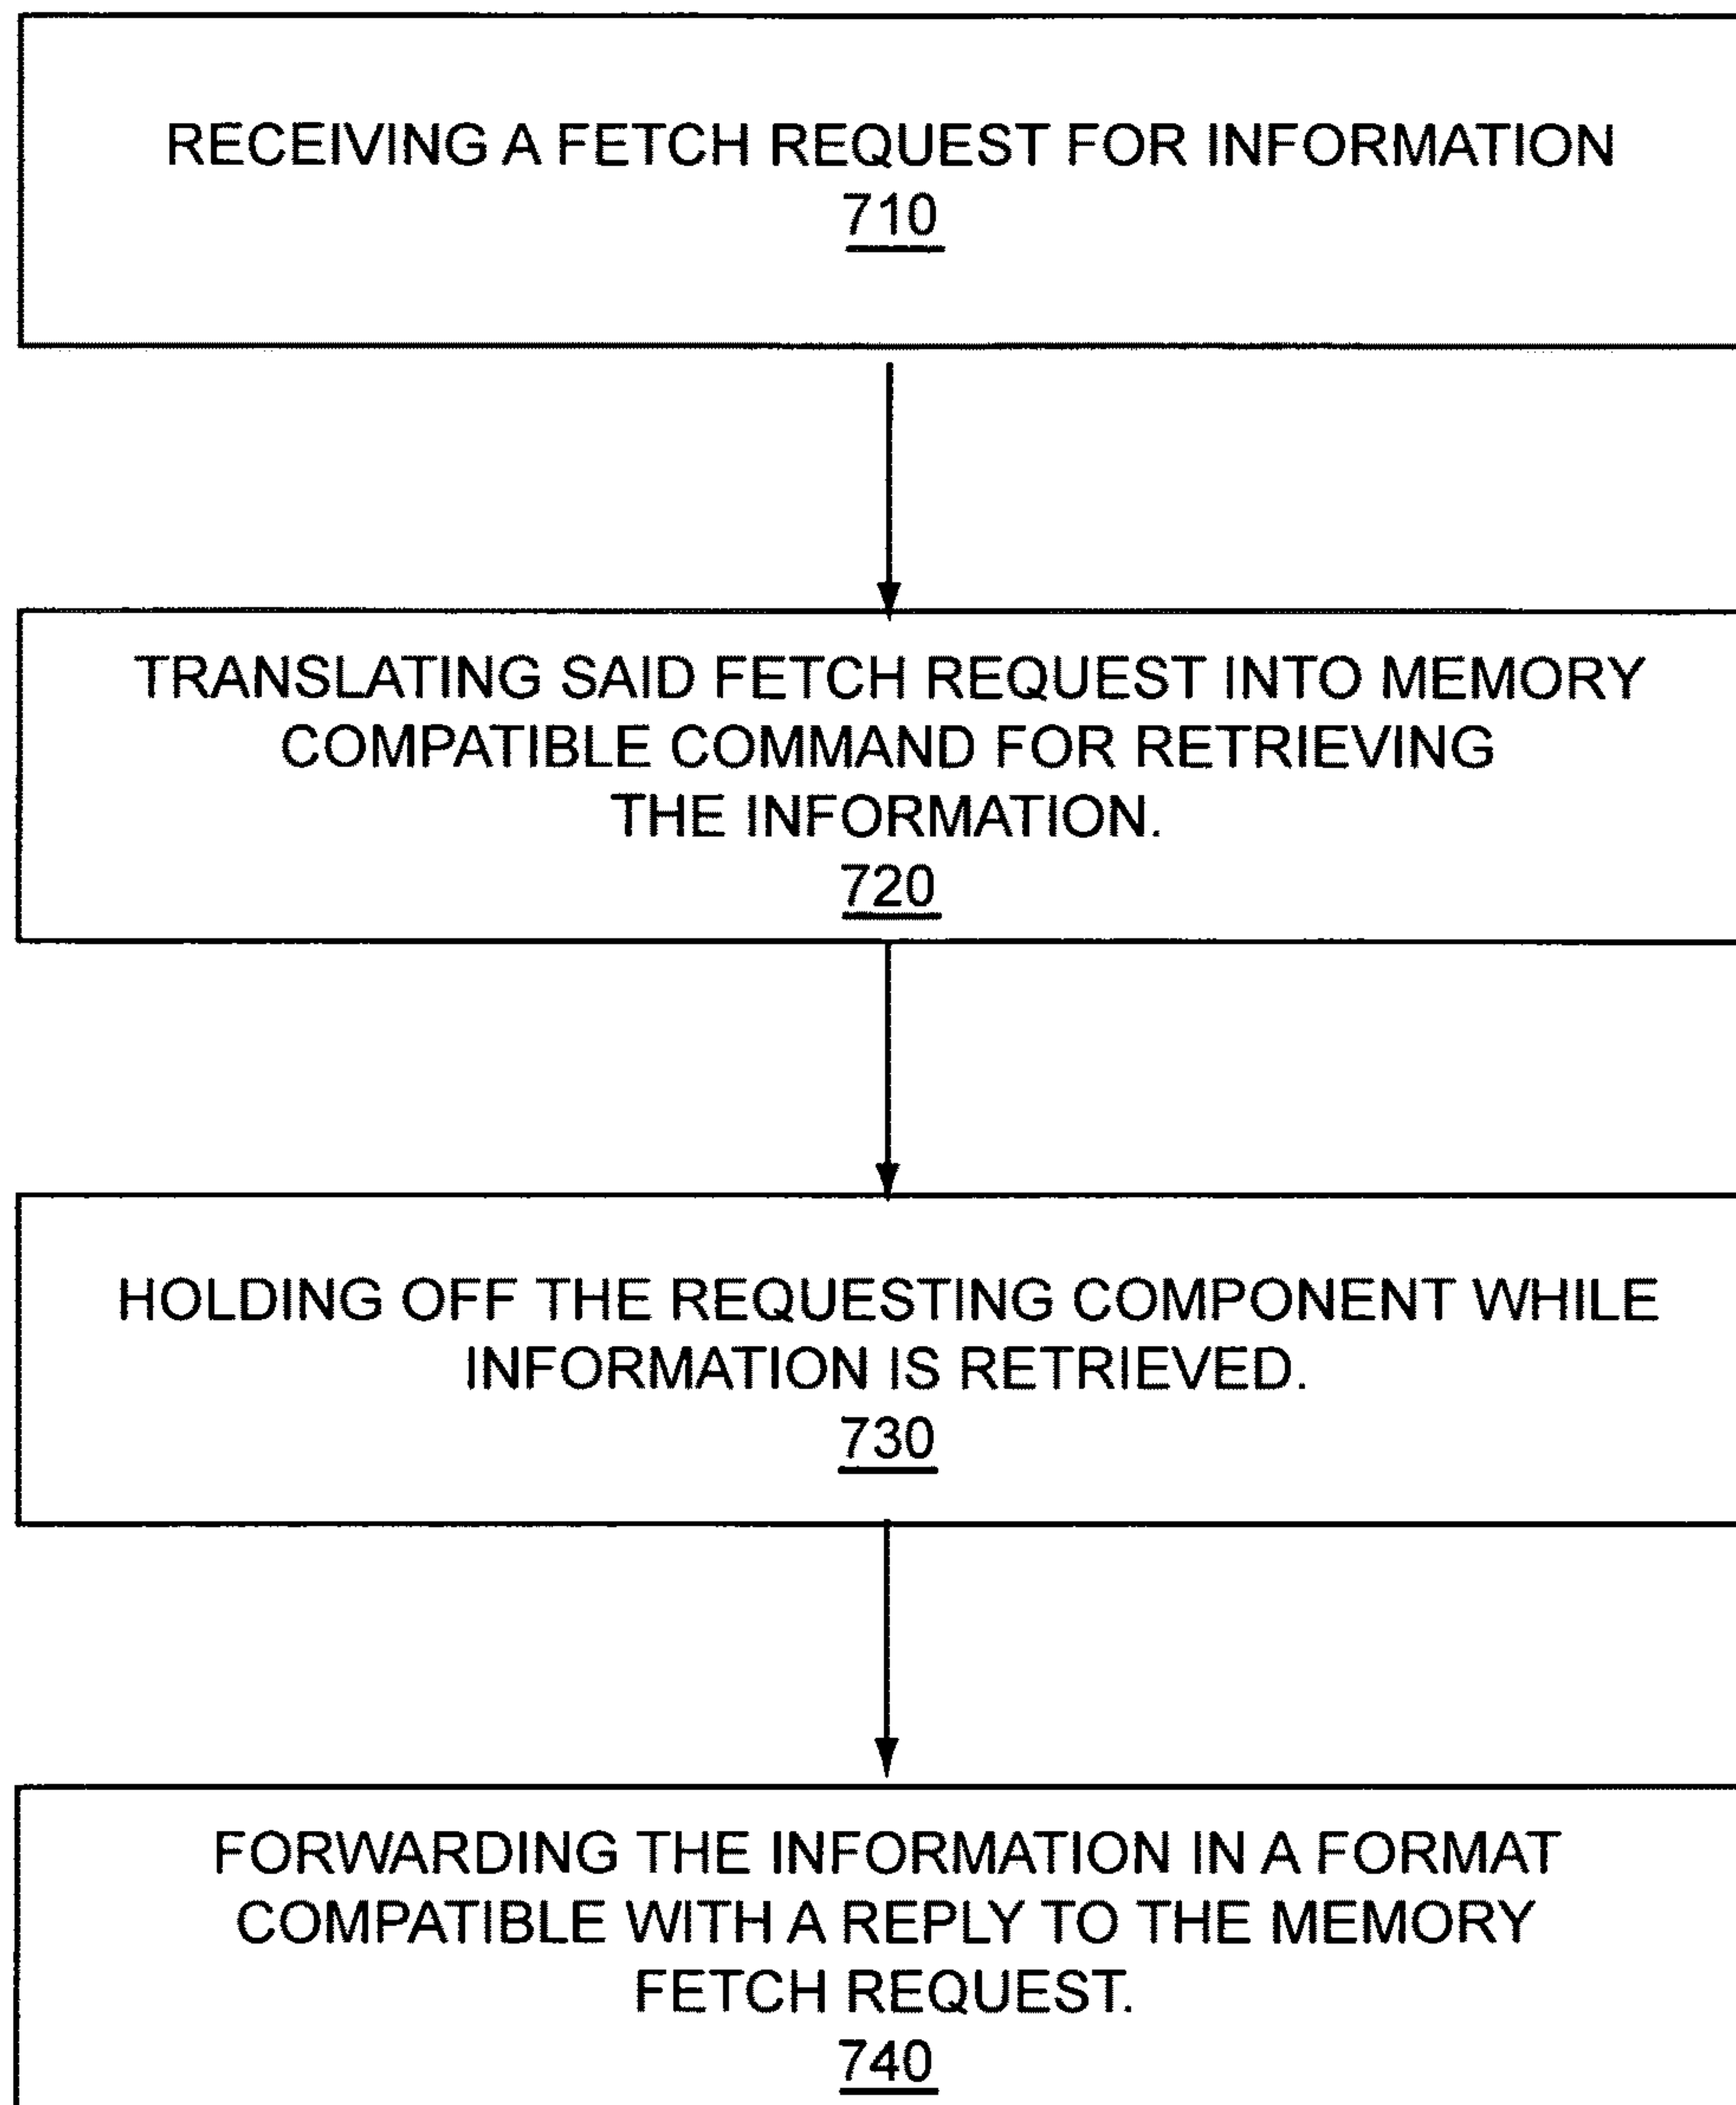 RECEIVING A FETCH REQUEST FOR INFORMATION
710
TRANSLATING SAID FETCH REQUEST INTO MEMORY
COMPATIBLE COMMAND FOR RETRIEVING
THE INFORMATION.
720
HOLDING OFF THE REQUESTING COMPONENT WHILE
INFORMATION IS RETRIEVED.
730
FORWARDING THE INFORMATION IN A FORMAT
COMPATIBLE WITH A REPLY TO THE MEMORY
FETCH REQUEST.
740